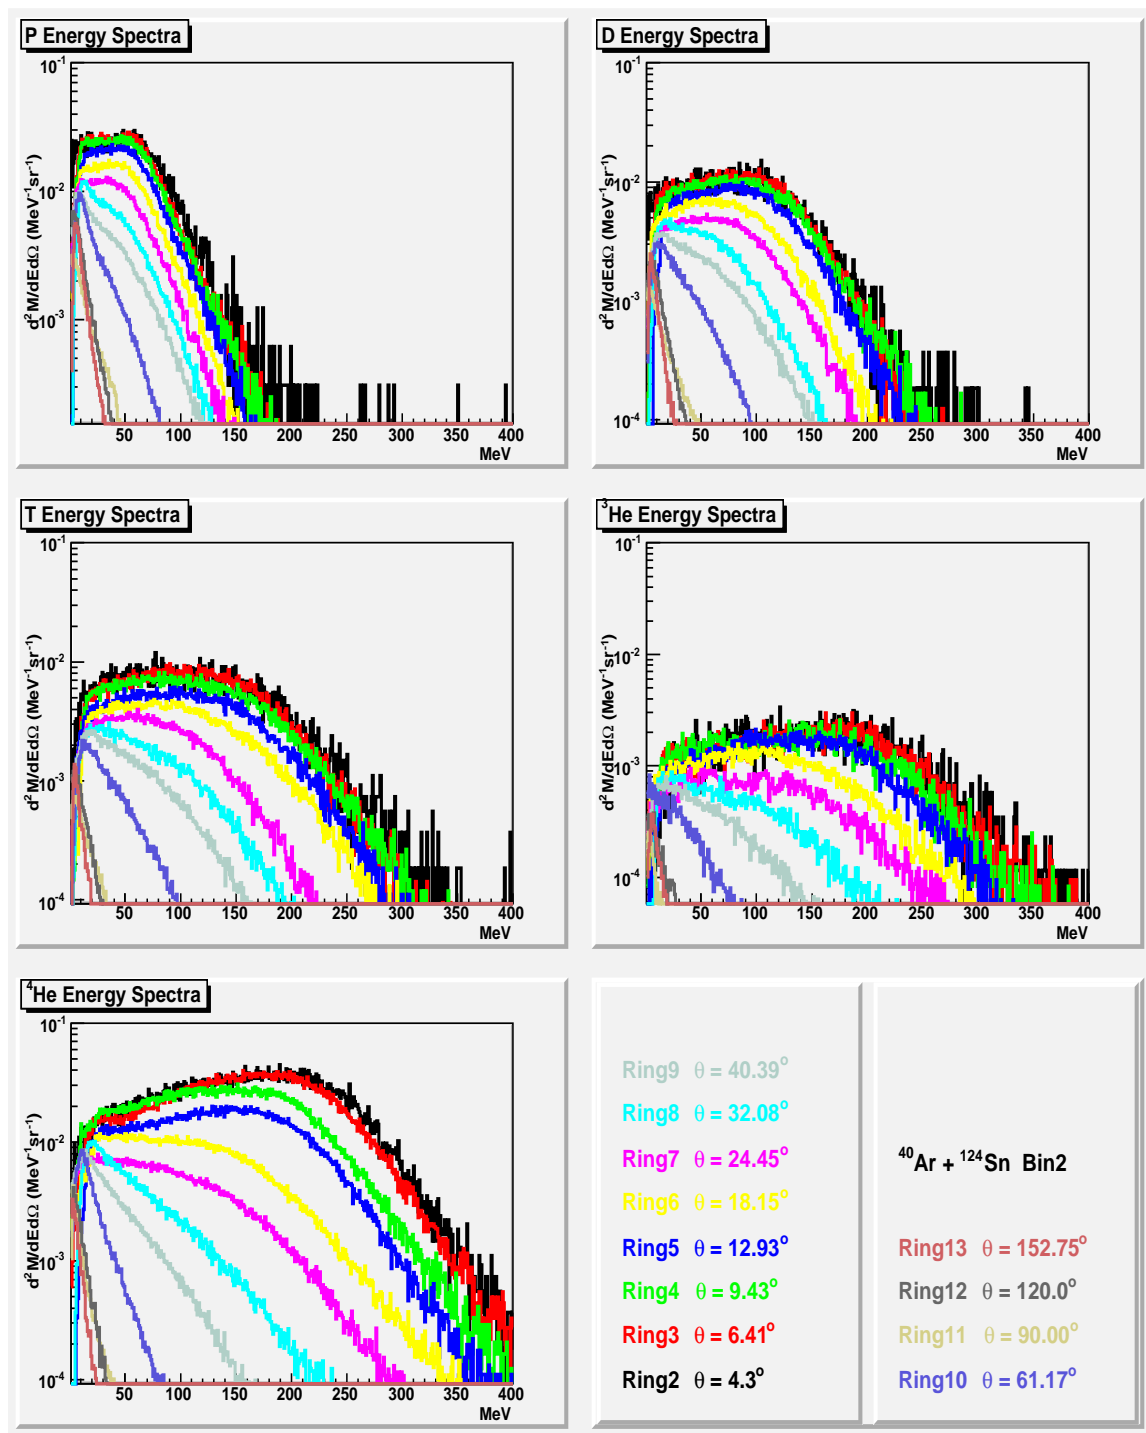 P Energy Spectra
d²M/dEdΩ (MeV⁻¹sr⁻¹)
10⁻¹
10⁻²
10⁻³
50 100 150 200 250 300 350 400
MeV
D Energy Spectra
d²M/dEdΩ (MeV⁻¹sr⁻¹)
10⁻¹
10⁻²
10⁻³
10⁻⁴
50 100 150 200 250 300 350 400
MeV
T Energy Spectra
d²M/dEdΩ (MeV⁻¹sr⁻¹)
10⁻¹
10⁻²
10⁻³
10⁻⁴
50 100 150 200 250 300 350 400
MeV
³He Energy Spectra
d²M/dEdΩ (MeV⁻¹sr⁻¹)
10⁻¹
10⁻²
10⁻³
10⁻⁴
50 100 150 200 250 300 350 400
MeV
⁴He Energy Spectra
d²M/dEdΩ (MeV⁻¹sr⁻¹)
10⁻¹
10⁻²
10⁻³
10⁻⁴
50 100 150 200 250 300 350 400
MeV
Ring9 θ = 40.39°
Ring8 θ = 32.08°
Ring7 θ = 24.45°
Ring6 θ = 18.15°
Ring5 θ = 12.93°
Ring4 θ = 9.43°
Ring3 θ = 6.41°
Ring2 θ = 4.3°
⁴⁰Ar + ¹²⁴Sn Bin2
Ring13 θ = 152.75°
Ring12 θ = 120.0°
Ring11 θ = 90.00°
Ring10 θ = 61.17°